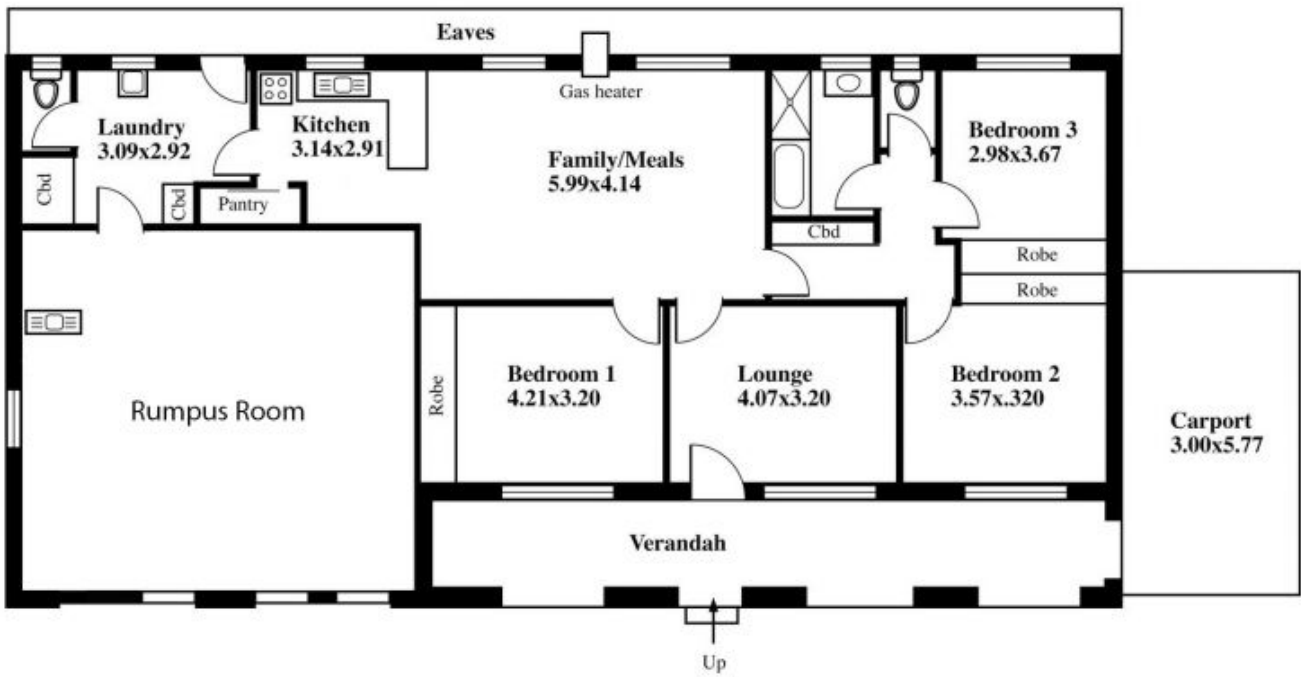 Eaves
Gas heater
Laundry
3.09x2.92
Kitchen
3.14x2.91
Family/Meals
5.99x4.14
Bedroom 3
2.98x3.67
Cbd
Cbd
Pantry
Cbd
Robe
Robe
Rumpus Room
Robe
Bedroom 1
4.21x3.20
Lounge
4.07x3.20
Bedroom 2
3.57x.320
Carport
3.00x5.77
Verandah
Up